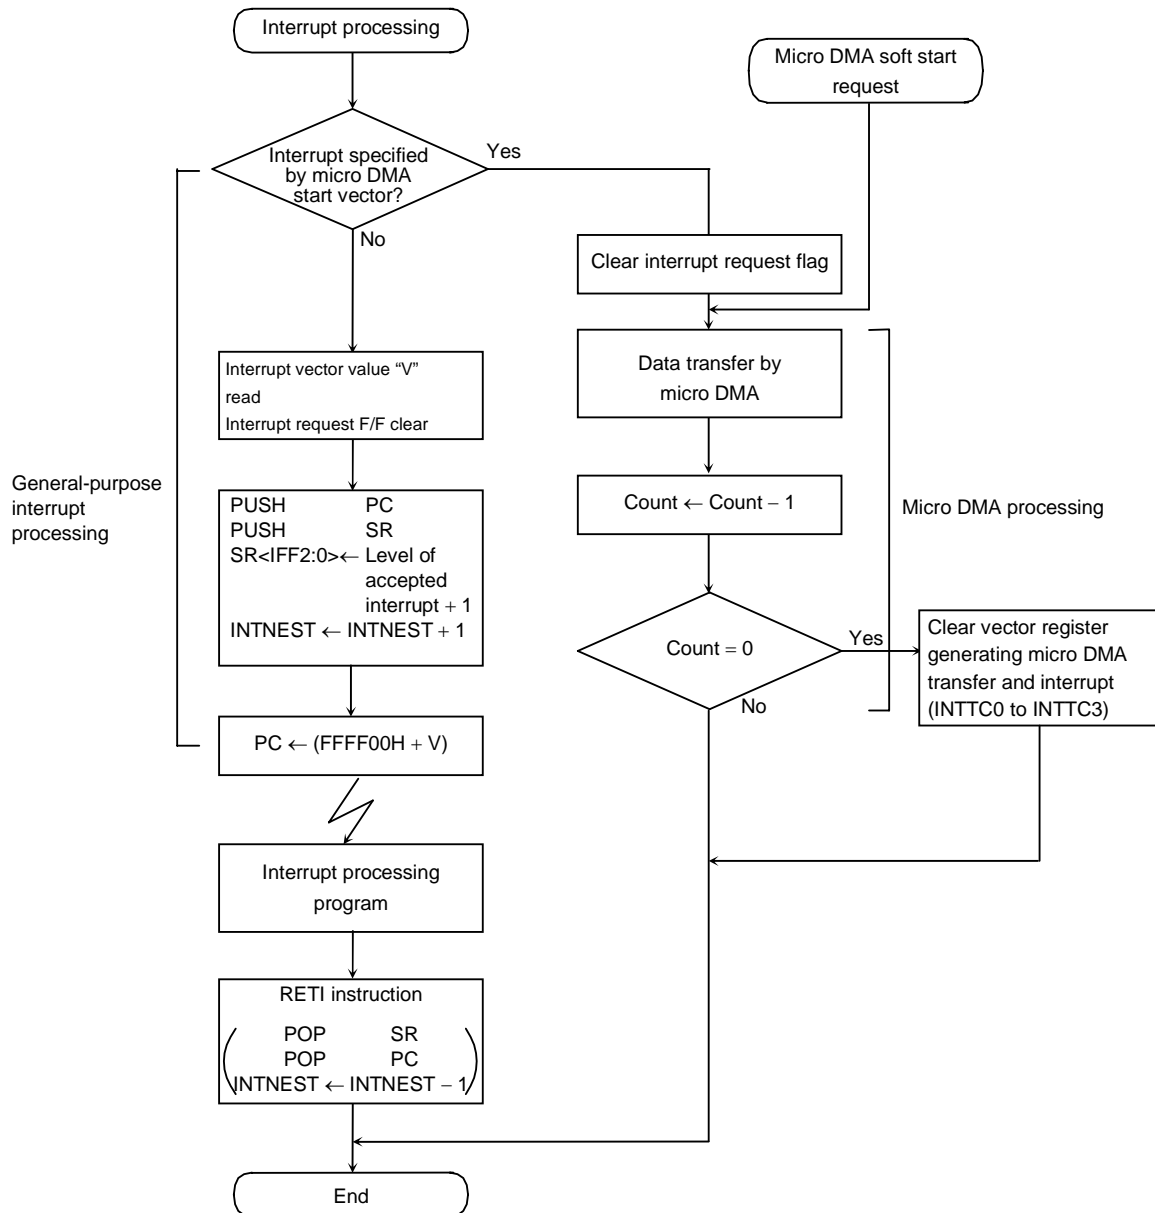 Interrupt processing
Micro DMA soft start
request
Interrupt specified
by micro DMA
start vector?
Yes
No
Clear interrupt request flag
Interrupt vector value “V”
read
Interrupt request F/F clear
Data transfer by
micro DMA
General-purpose
interrupt
processing
PUSH PC
PUSH SR
SR<IFF2:0>← Level of
accepted
interrupt + 1
INTNEST ← INTNEST + 1
Count ← Count − 1
Micro DMA processing
Count = 0
Yes
No
Clear vector register
generating micro DMA
transfer and interrupt
(INTTC0 to INTTC3)
PC ← (FFFF00H + V)
Interrupt processing
program
RETI instruction
POP SR
POP PC
INTNEST ← INTNEST − 1
End